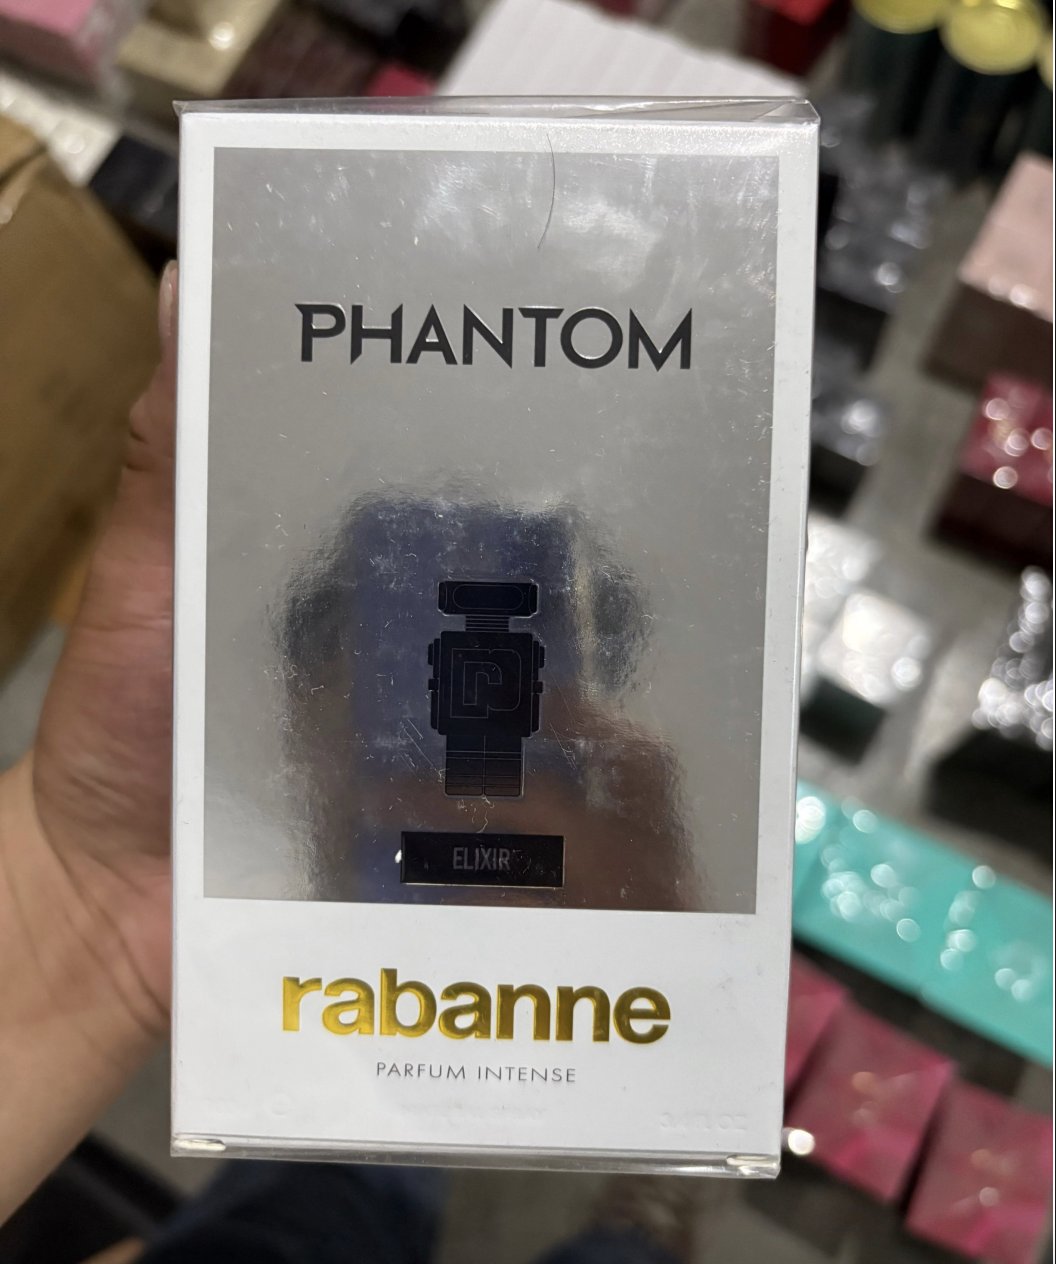 PHANTOM
ELIXIR
rabanne
PARFUM INTENSE